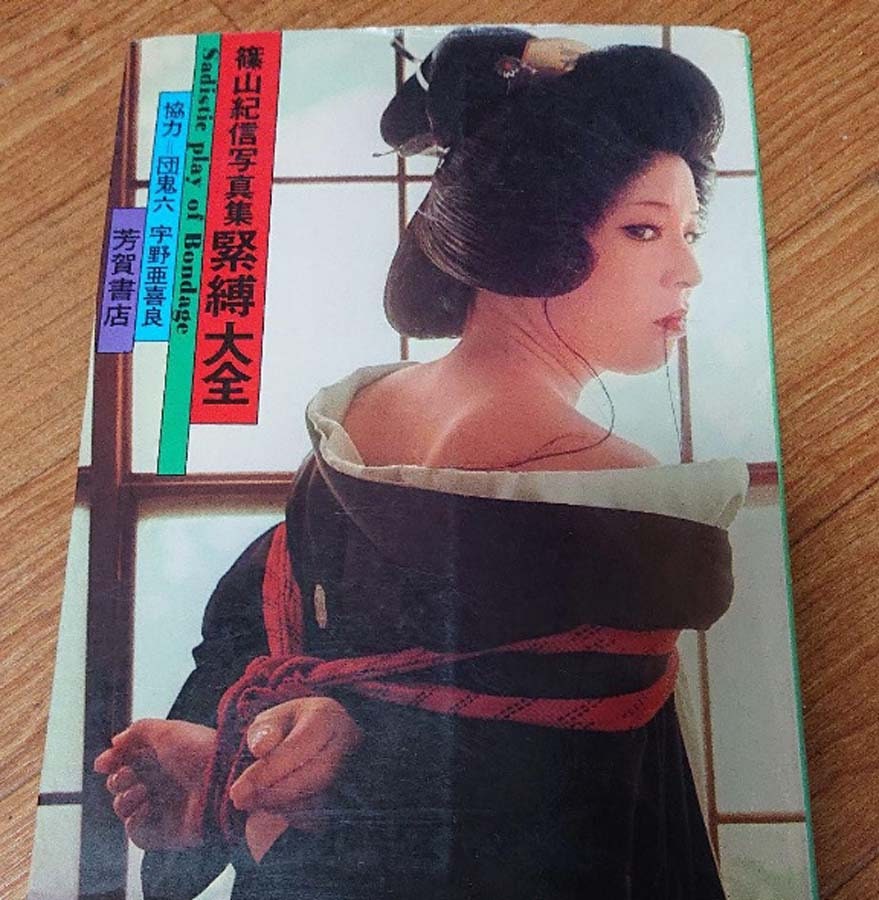 篠山紀信写真集 緊縛大全
Sadistic play of Bondage
協力=団鬼六 宇野亜喜良
芳賀書店